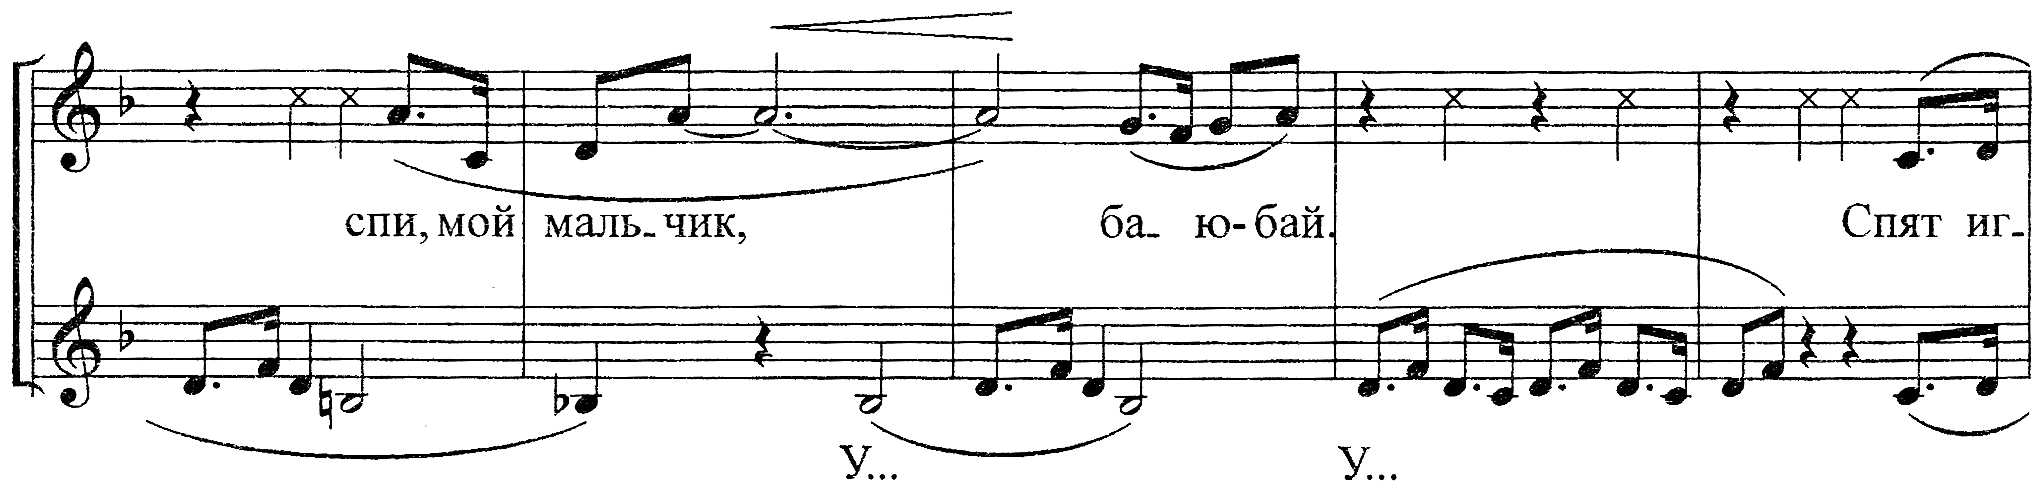 спи, мой маль-чик, ба- ю-бай. Спят иг-
У... У...